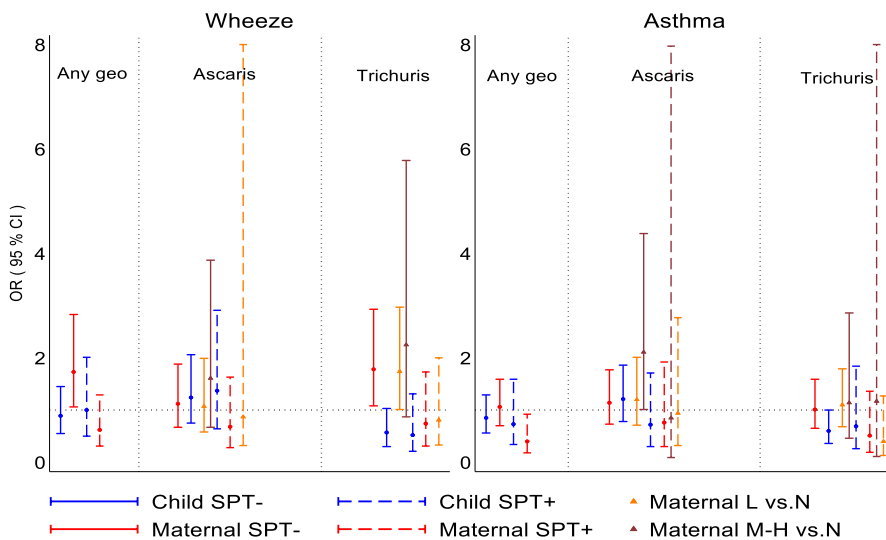 Wheeze Asthma
8 8
Any geo Ascaris Trichuris Any geo Ascaris Trichuris
6 6
4 4
OR ( 95 % CI )
2 2
0 0
Child SPT- Child SPT+ Maternal L vs.N
Maternal SPT- Maternal SPT+ Maternal M-H vs.N